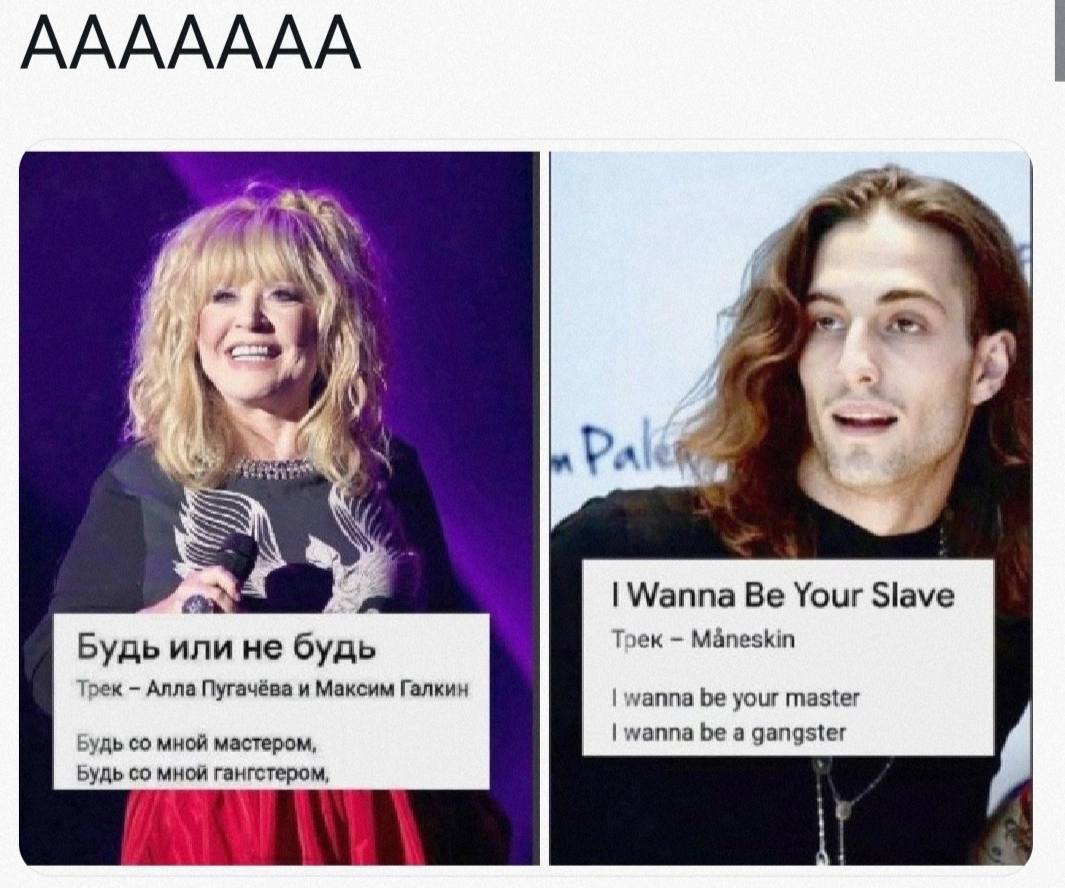 ААААААА
Будь или не будь
Трек – Алла Пугачёва и Максим Галкин
Будь со мной мастером,
Будь со мной гангстером,
I Wanna Be Your Slave
Трек – Måneskin
I wanna be your master
I wanna be a gangster